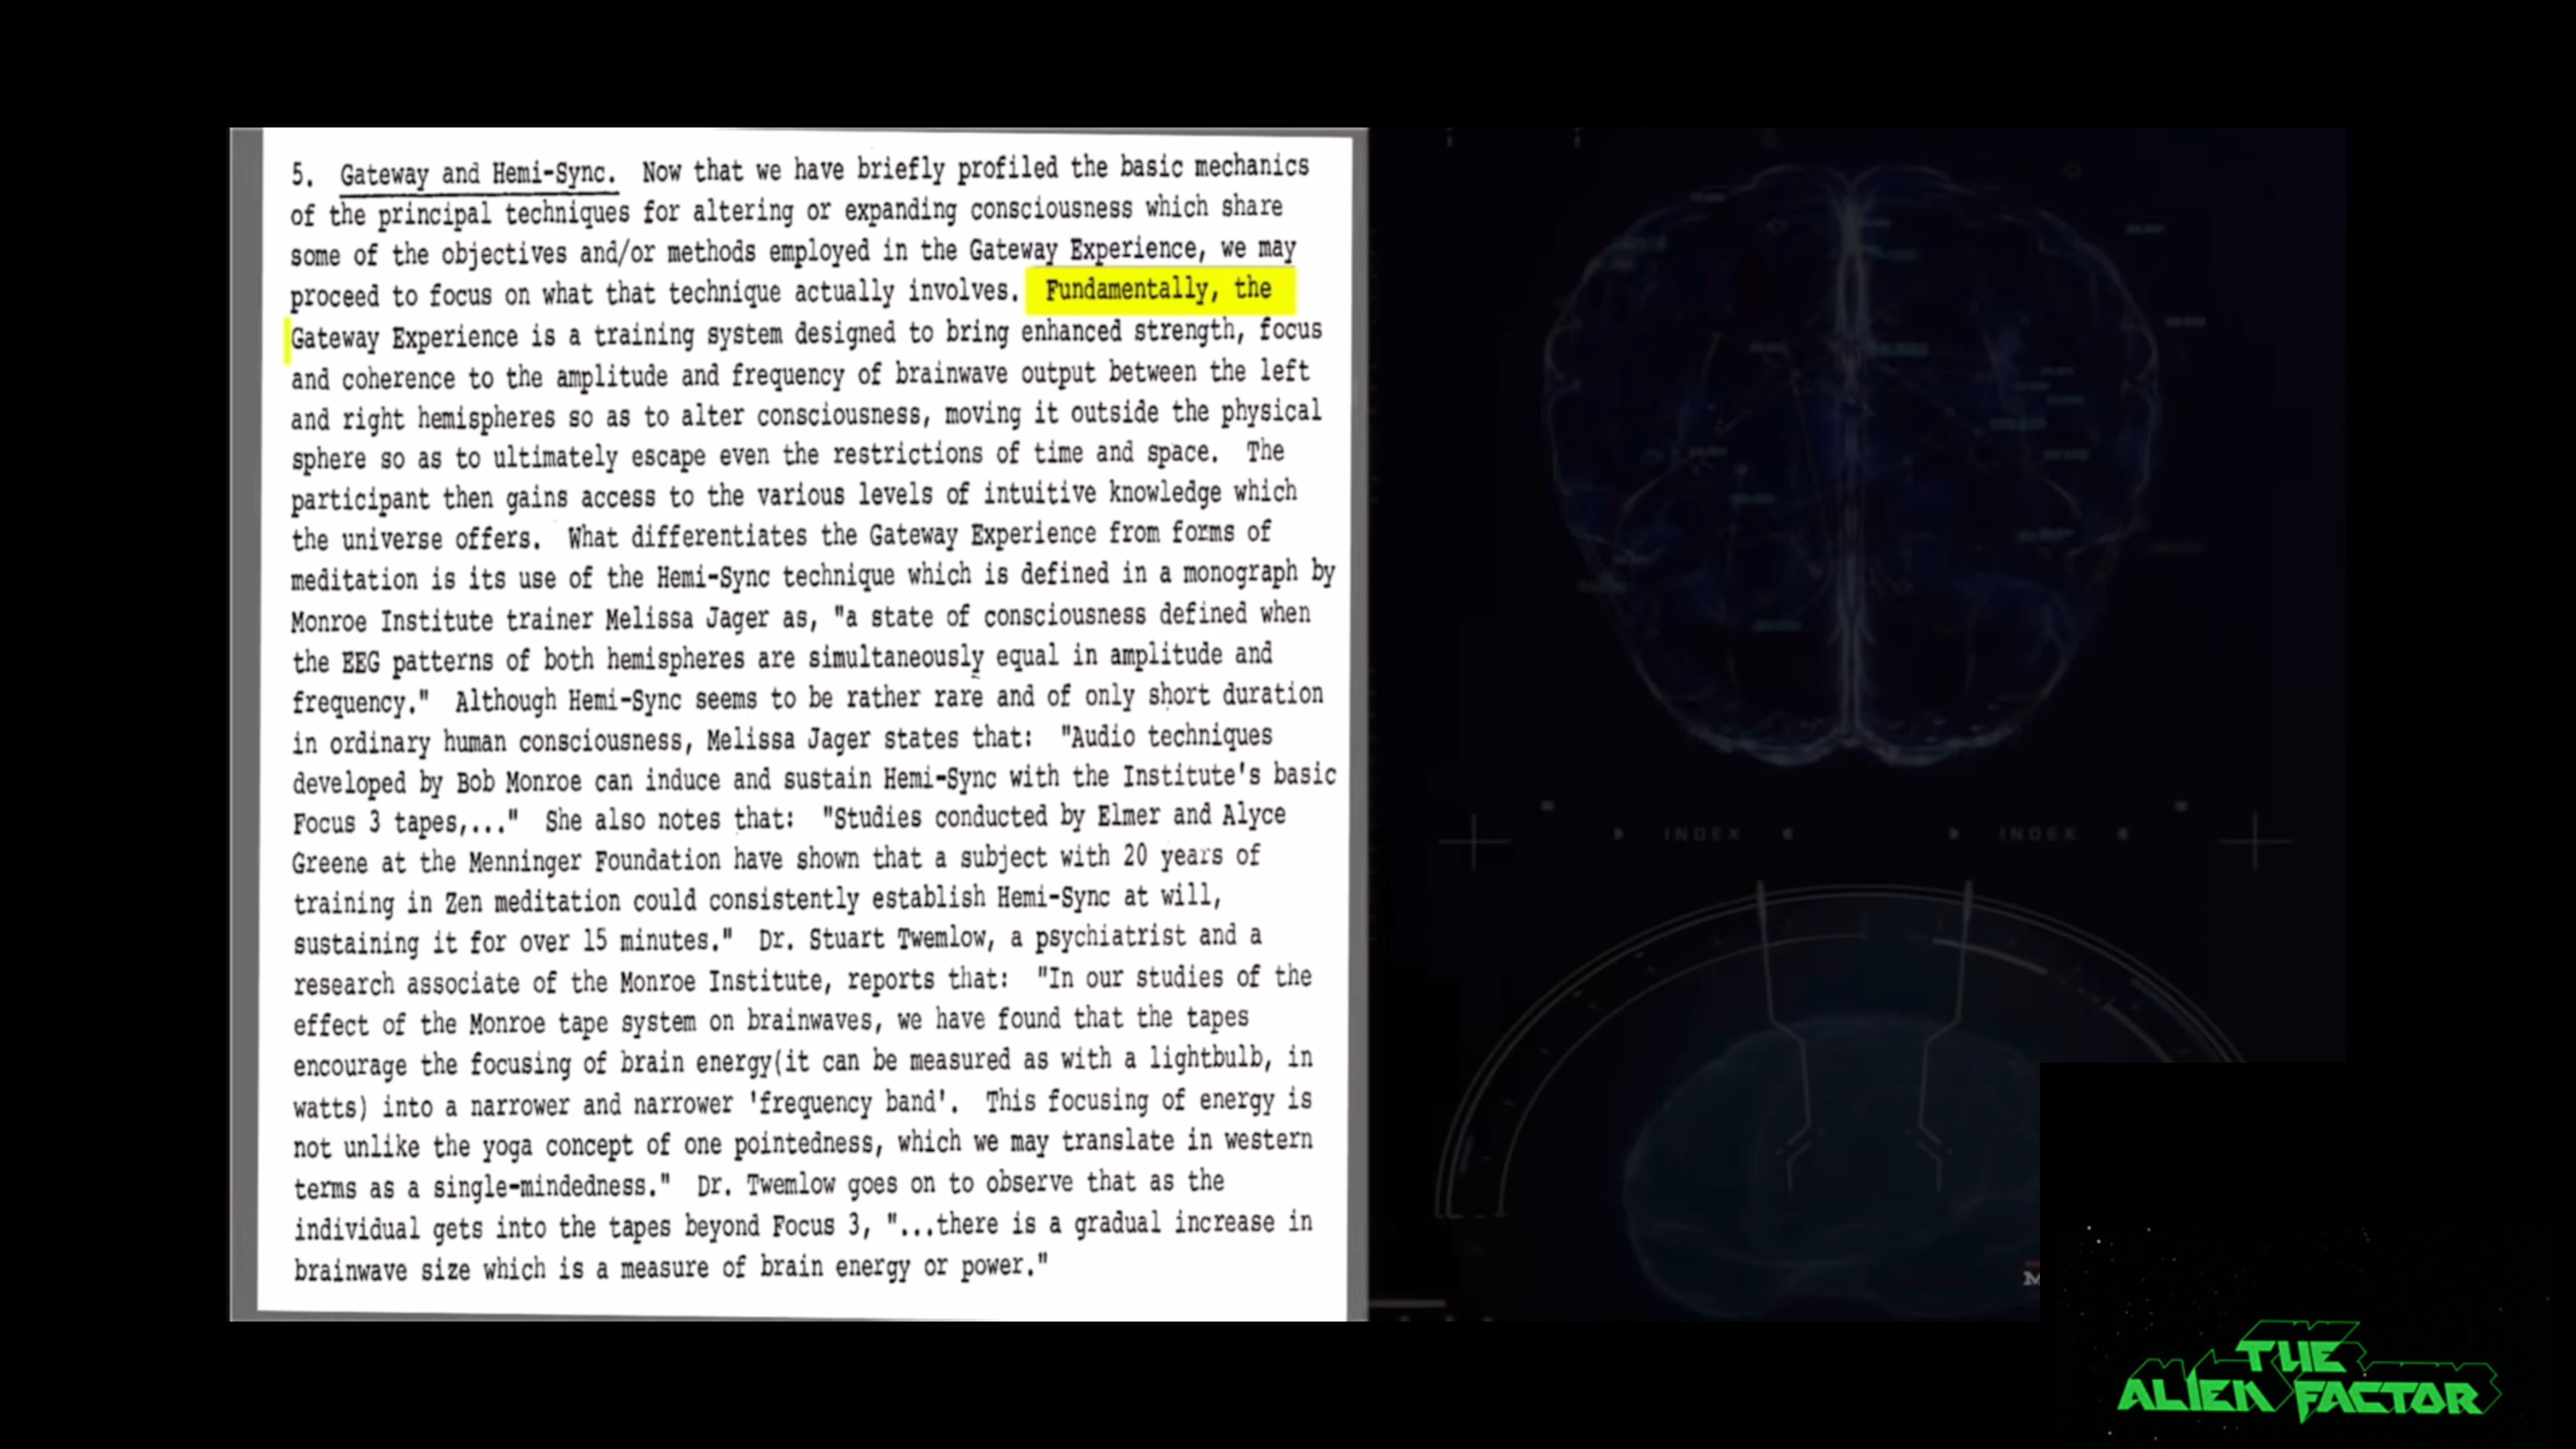 5. Gateway and Hemi-Sync. Now that we have briefly profiled the basic mechanics
of the principal techniques for altering or expanding consciousness which share
some of the objectives and/or methods employed in the Gateway Experience, we may
proceed to focus on what that technique actually involves. Fundamentally, the
Gateway Experience is a training system designed to bring enhanced strength, focus
and coherence to the amplitude and frequency of brainwave output between the left
and right hemispheres so as to alter consciousness, moving it outside the physical
sphere so as to ultimately escape even the restrictions of time and space. The
participant then gains access to the various levels of intuitive knowledge which
the universe offers. What differentiates the Gateway Experience from forms of
meditation is its use of the Hemi-Sync technique which is defined in a monograph by
Monroe Institute trainer Melissa Jager as, "a state of consciousness defined when
the EEG patterns of both hemispheres are simultaneously equal in amplitude and
frequency." Although Hemi-Sync seems to be rather rare and of only short duration
in ordinary human consciousness, Melissa Jager states that: "Audio techniques
developed by Bob Monroe can induce and sustain Hemi-Sync with the Institute's basic
Focus 3 tapes,..." She also notes that: "Studies conducted by Elmer and Alyce
Greene at the Menninger Foundation have shown that a subject with 20 years of
training in Zen meditation could consistently establish Hemi-Sync at will,
sustaining it for over 15 minutes." Dr. Stuart Twemlow, a psychiatrist and a
research associate of the Monroe Institute, reports that: "In our studies of the
effect of the Monroe tape system on brainwaves, we have found that the tapes
encourage the focusing of brain energy(it can be measured as with a lightbulb, in
watts) into a narrower and narrower 'frequency band'. This focusing of energy is
not unlike the yoga concept of one pointedness, which we may translate in western
terms as a single-mindedness." Dr. Twemlow goes on to observe that as the
individual gets into the tapes beyond Focus 3, "...there is a gradual increase in
brainwave size which is a measure of brain energy or power."
INDEX INDEX
M
THE
ALIEN FACTOR